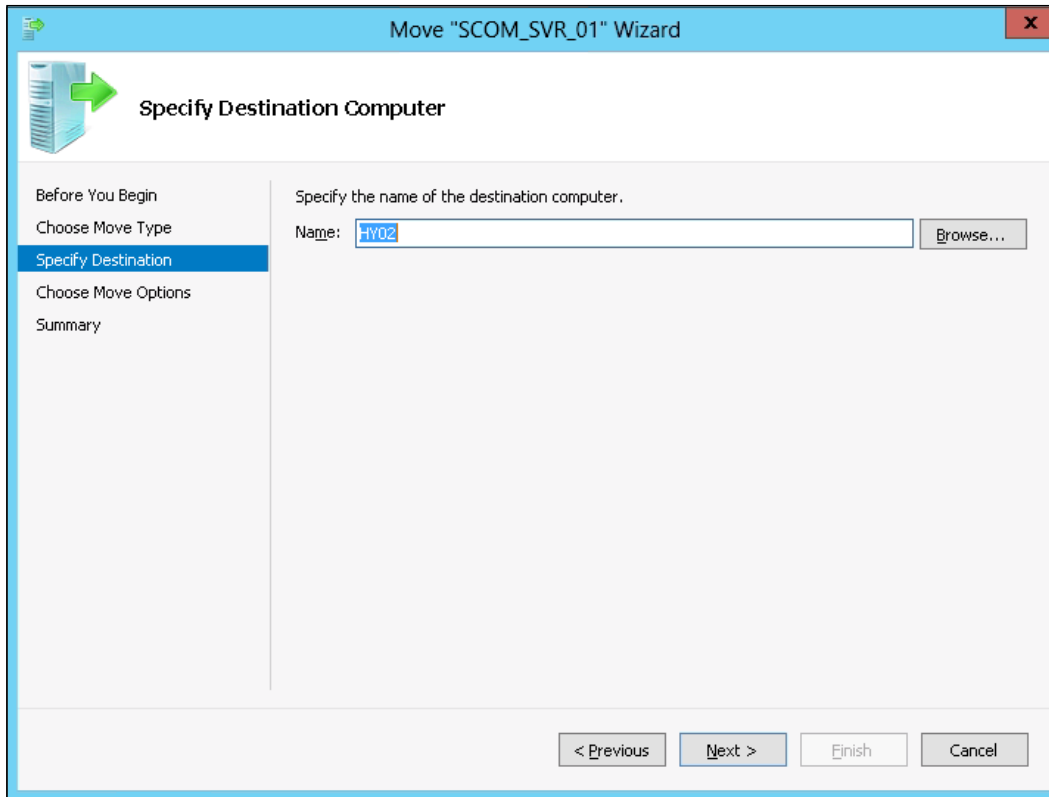 Move "SCOM_SVR_01" Wizard
x
Specify Destination Computer
Before You Begin
Choose Move Type
Specify Destination
Choose Move Options
Summary
Specify the name of the destination computer.
Name: HY02 Browse...
< Previous Next > Finish Cancel